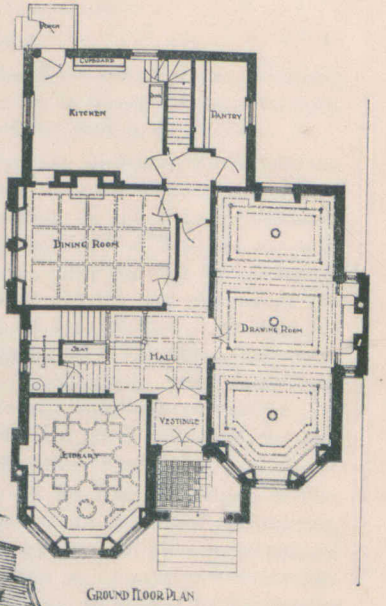 PORCH
CUPBOARD
KITCHEN
PANTRY
DINING ROOM
DRAWING ROOM
SEAT
HALL
VESTIBULE
LIBRARY
GROUND FLOOR PLAN